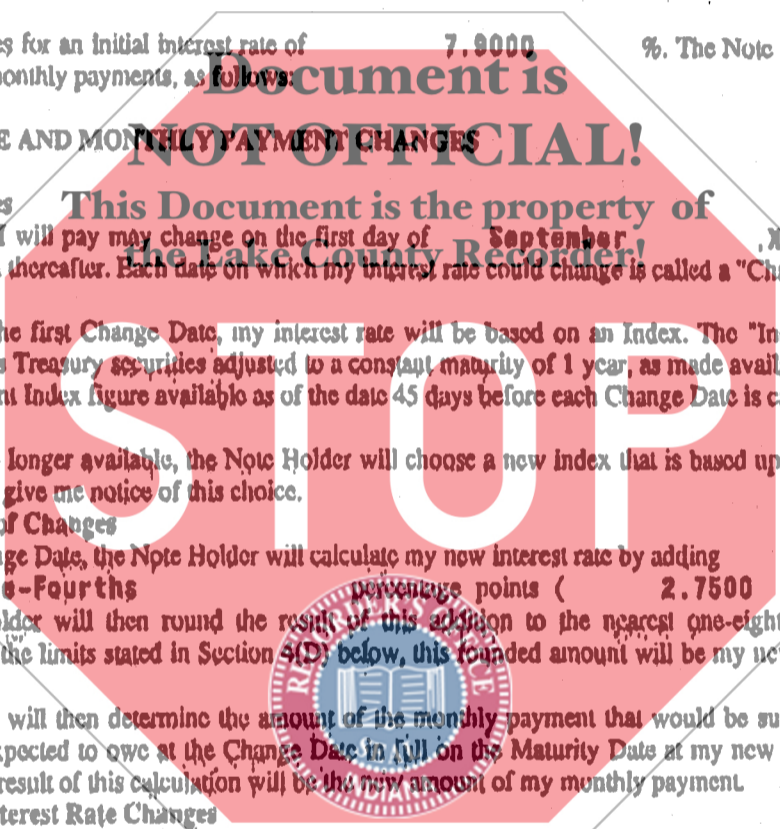 es for an initial interest rate of 7.9000 %. The Note
monthly payments, as follows:
Document is
E AND MONTHLY PAYMENT CHANGES
NOT OFFICIAL!
es
This Document is the property of
I will pay may change on the first day of September
the Lake County Recorder!
thereafter. Each date on which my interest rate could change is called a "Ch
he first Change Date, my interest rate will be based on an Index. The "In
s Treasury securities adjusted to a constant maturity of 1 year, as made avail
nt Index figure available as of the date 45 days before each Change Date is c
STOP
longer available, the Note Holder will choose a new index that is based up
give me notice of this choice.
of Changes
ge Date, the Note Holder will calculate my new interest rate by adding
e-Fourths percentage points ( 2.7500
older will then round the result of this addition to the nearest one-eight
the limits stated in Section 4(D) below, this rounded amount will be my ne
RECORDER'S OFFICE
will then determine the amount of the monthly payment that would be su
xpected to owe at the Change Date in full on the Maturity Date at my new
result of this calculation will be the new amount of my monthly payment.
INDIANA
terest Rate Changes